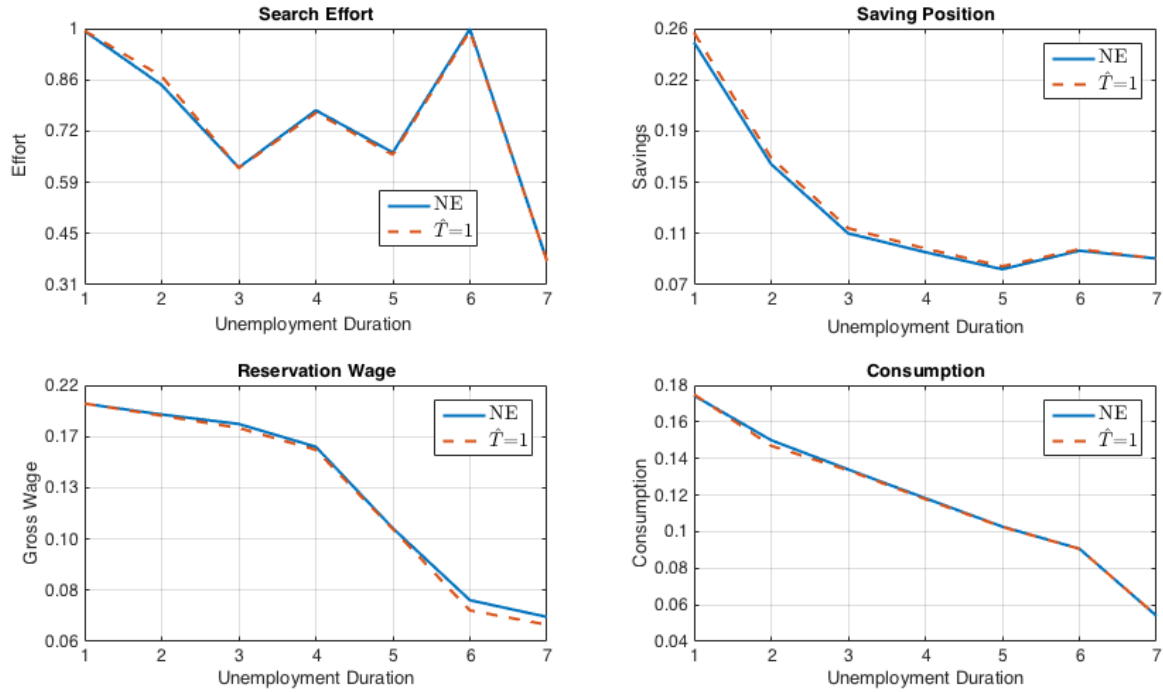 Search Effort
1
0.86
0.72
0.59
0.45
0.31
Effort
NE
T̂=1
1 2 3 4 5 6 7
Unemployment Duration
Saving Position
0.26
0.22
0.19
0.15
0.11
0.07
Savings
NE
T̂=1
1 2 3 4 5 6 7
Unemployment Duration
Reservation Wage
0.22
0.17
0.13
0.10
0.08
0.06
Gross Wage
NE
T̂=1
1 2 3 4 5 6 7
Unemployment Duration
Consumption
0.18
0.16
0.14
0.12
0.1
0.08
0.06
0.04
Consumption
NE
T̂=1
1 2 3 4 5 6 7
Unemployment Duration